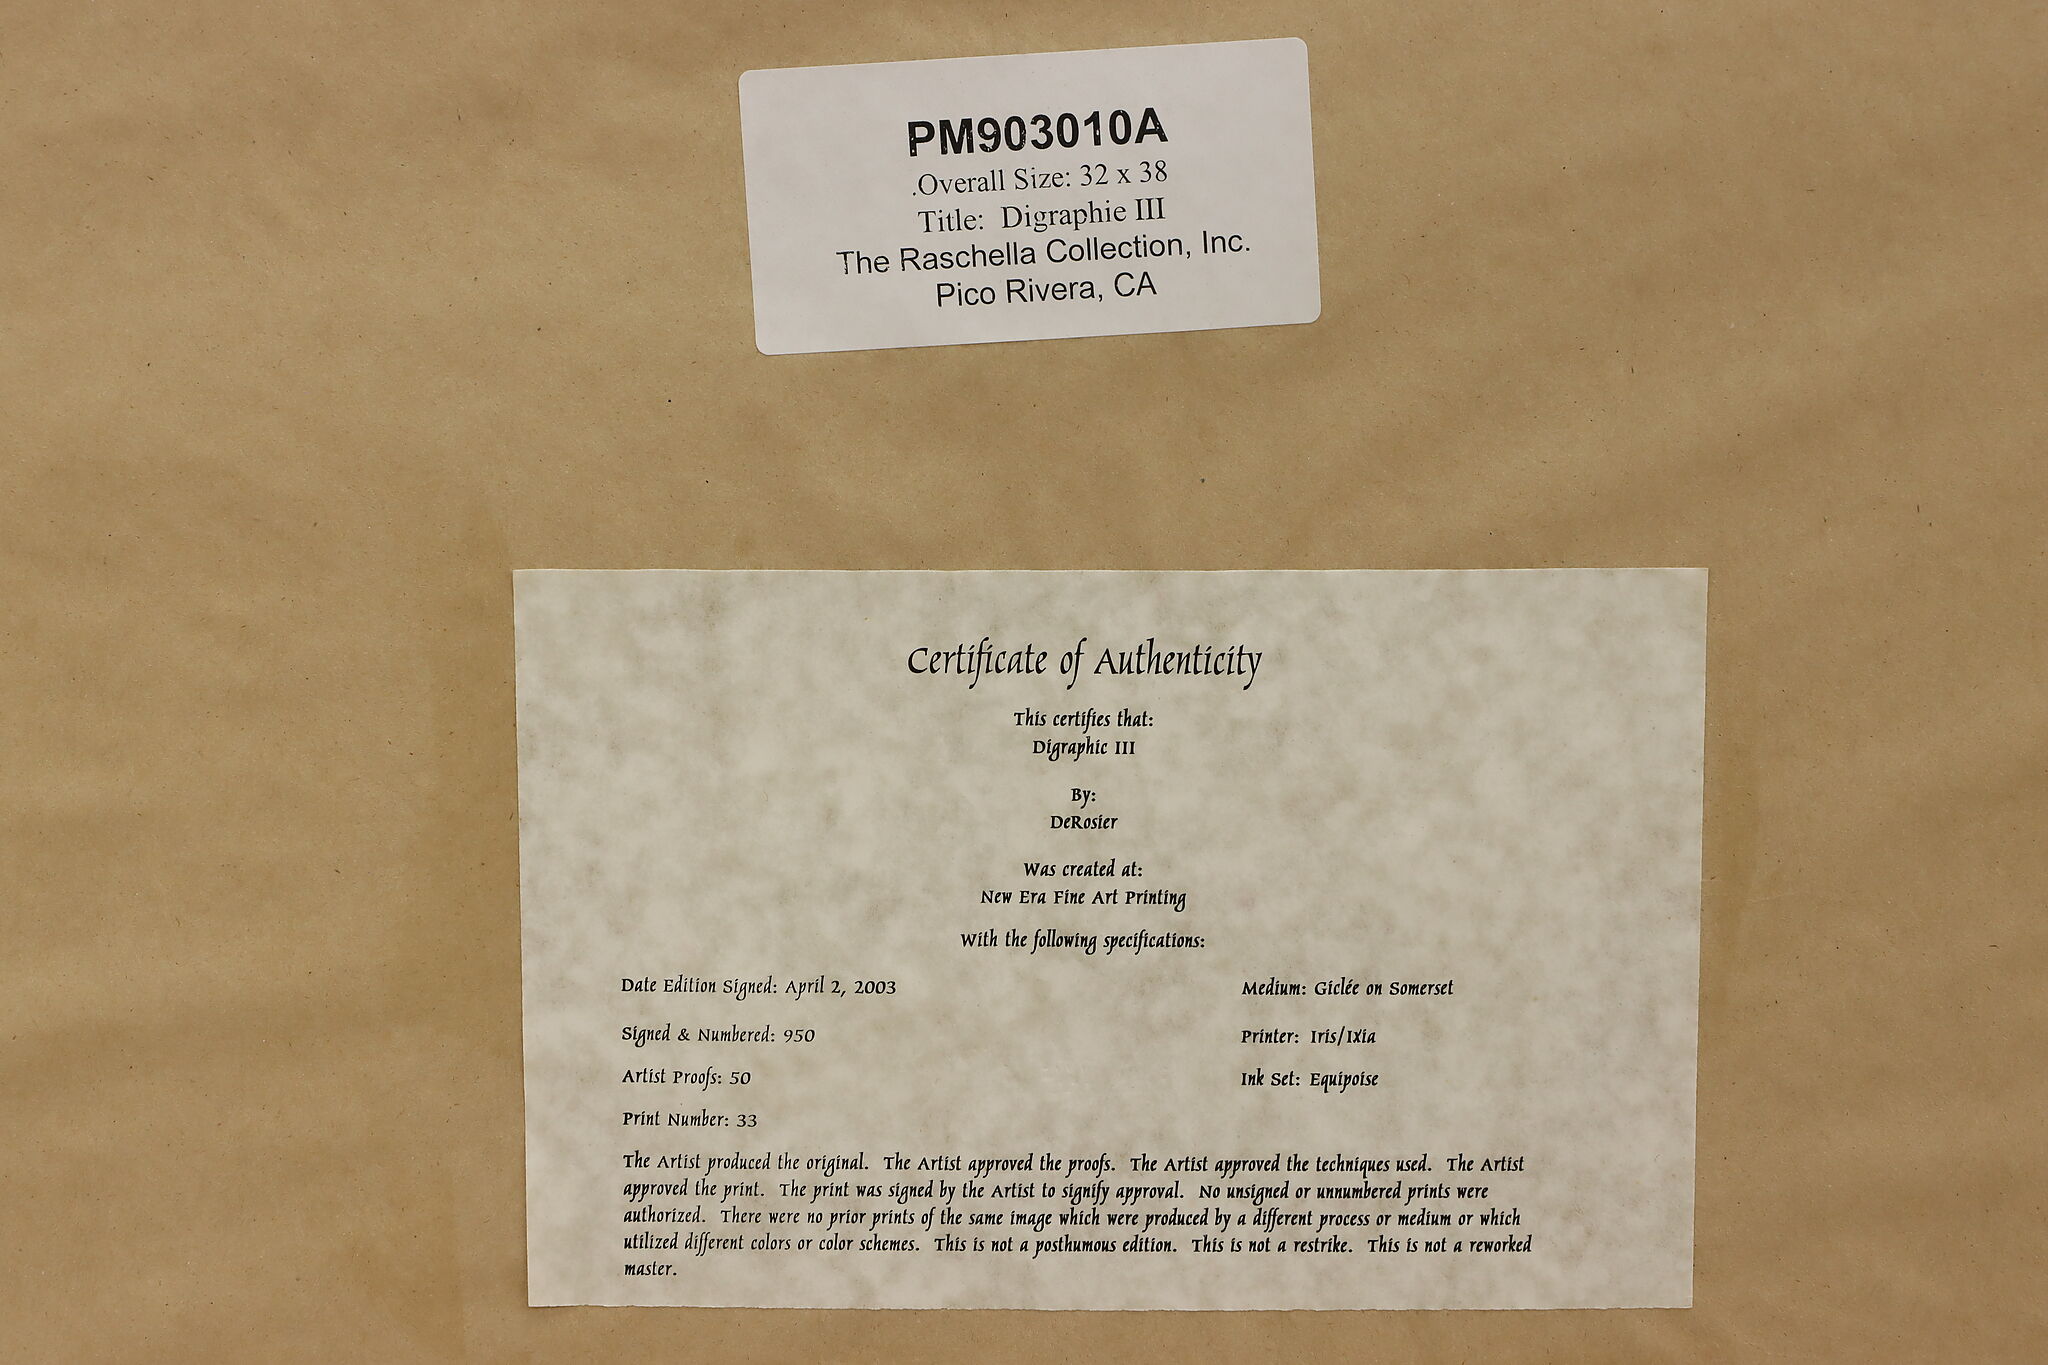 PM903010A
.Overall Size: 32 x 38
Title: Digraphie III
The Raschella Collection, Inc.
Pico Rivera, CA
Certificate of Authenticity
This certifies that:
Digraphic III
By:
DeRosier
Was created at:
New Era Fine Art Printing
With the following specifications:
Date Edition Signed: April 2, 2003
Medium: Giclée on Somerset
Signed & Numbered: 950
Printer: Iris/Ixia
Artist Proofs: 50
Ink Set: Equipoise
Print Number: 33
The Artist produced the original. The Artist approved the proofs. The Artist approved the techniques used. The Artist
approved the print. The print was signed by the Artist to signify approval. No unsigned or unnumbered prints were
authorized. There were no prior prints of the same image which were produced by a different process or medium or which
utilized different colors or color schemes. This is not a posthumous edition. This is not a restrike. This is not a reworked
master.